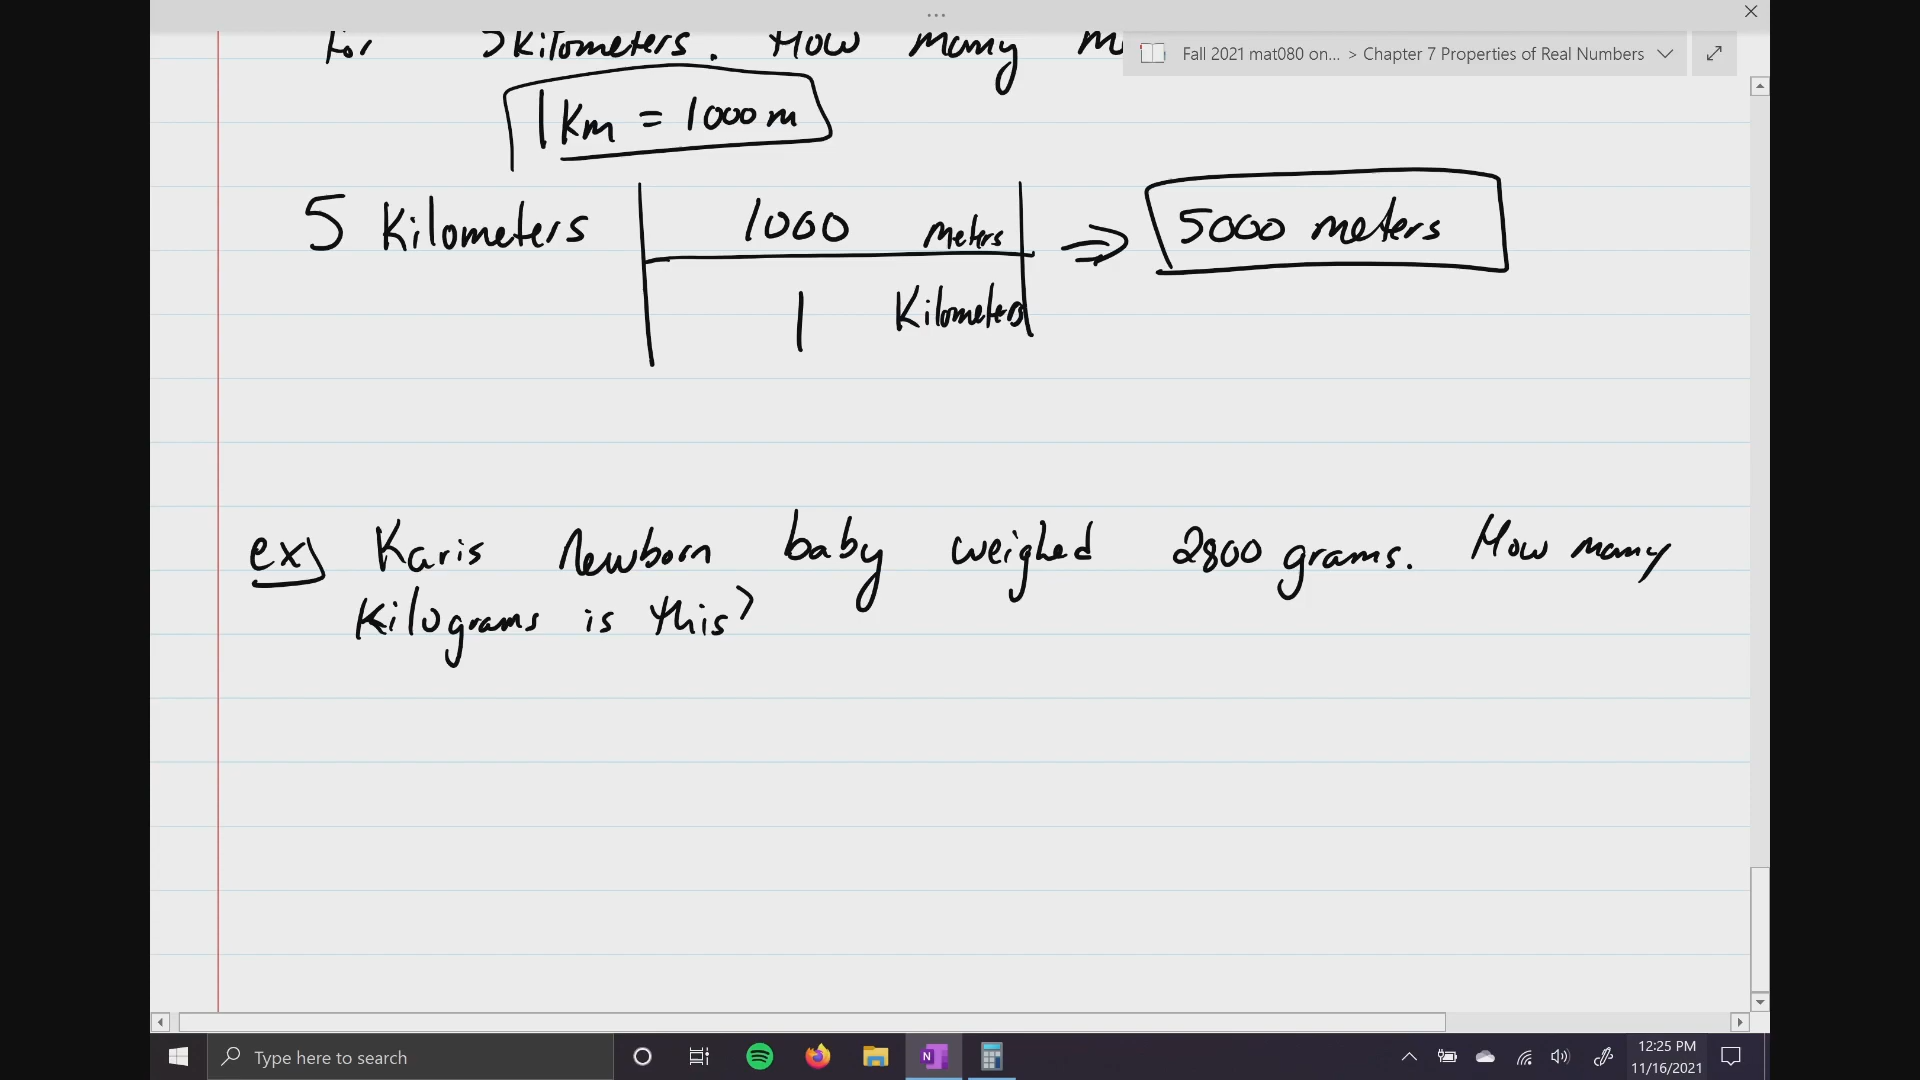 For 5 Kilometers. How many
Fall 2021 mat080 on... > Chapter 7 Properties of Real Numbers
1 Km = 1000 m
5 Kilometers 1000 meters ⇒ 5000 meters
1 Kilometers
ex) Karis Newborn baby weighed 2800 grams. How many
Kilograms is this?
Type here to search
12:25 PM
11/16/2021